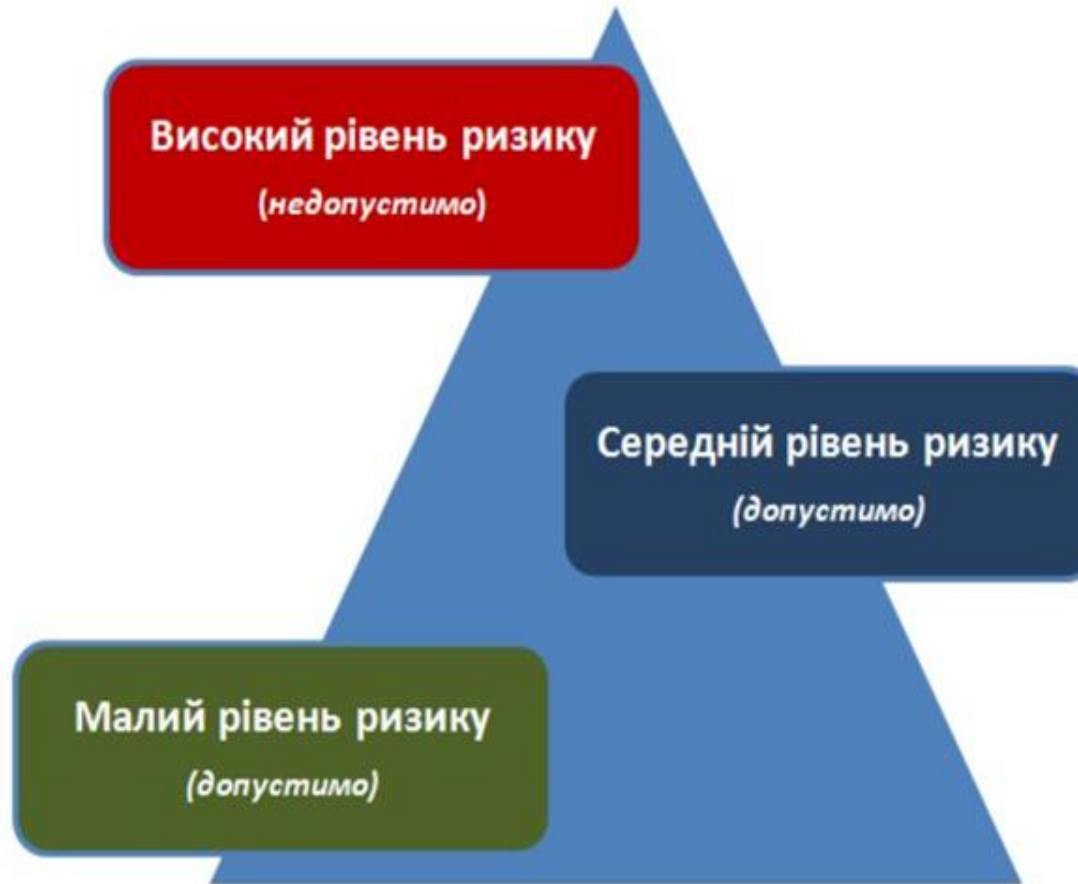 Високий рівень ризику
(недопустимо)
Середній рівень ризику
(допустимо)
Малий рівень ризику
(допустимо)